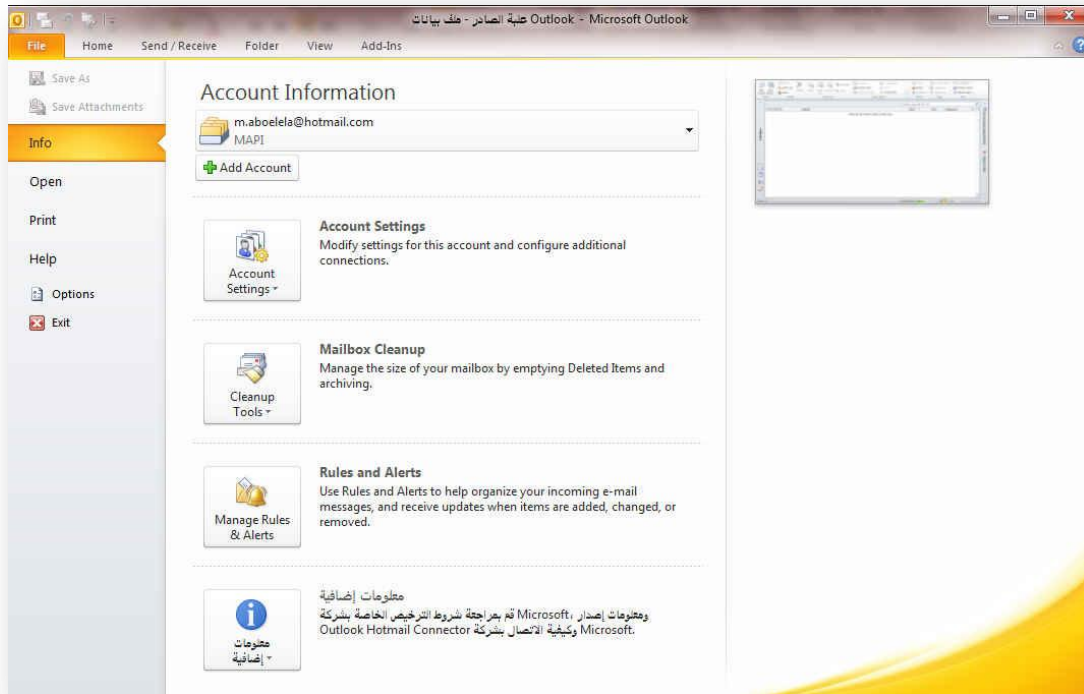 علبة الصادر - ملف بيانات Outlook - Microsoft Outlook
File Home Send / Receive Folder View Add-Ins
Save As
Save Attachments
Info
Open
Print
Help
Options
Exit
Account Information
m.aboelela@hotmail.com
MAPI
Add Account
Account Settings
Account Settings
Modify settings for this account and configure additional
connections.
Cleanup
Tools
Mailbox Cleanup
Manage the size of your mailbox by emptying Deleted Items and
archiving.
Manage Rules
& Alerts
Rules and Alerts
Use Rules and Alerts to help organize your incoming e-mail
messages, and receive updates when items are added, changed, or
removed.
معلومات
إضافية
معلومات إضافية
قم بمراجعة شروط الترخيص الخاصة بشركة Microsoft، ومعلومات إصدار
Outlook Hotmail Connector وكيفية الاتصال بشركة Microsoft.